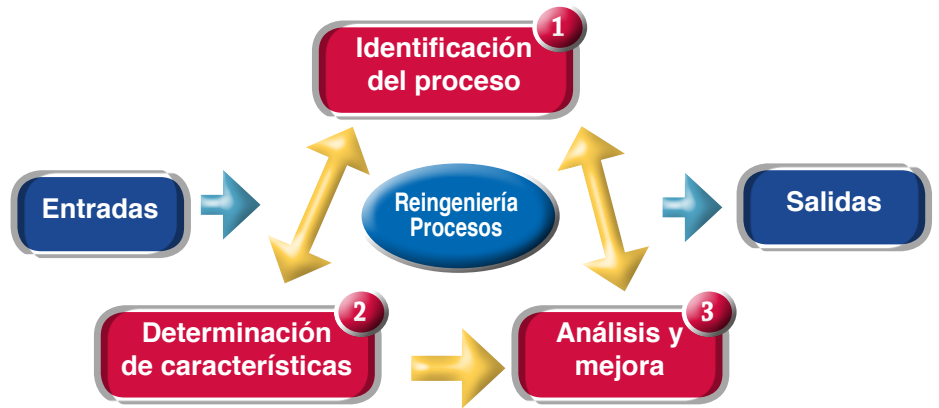 1
Identificación
del proceso
Entradas
Reingeniería
Procesos
Salidas
2
Determinación
de características
3
Análisis y
mejora